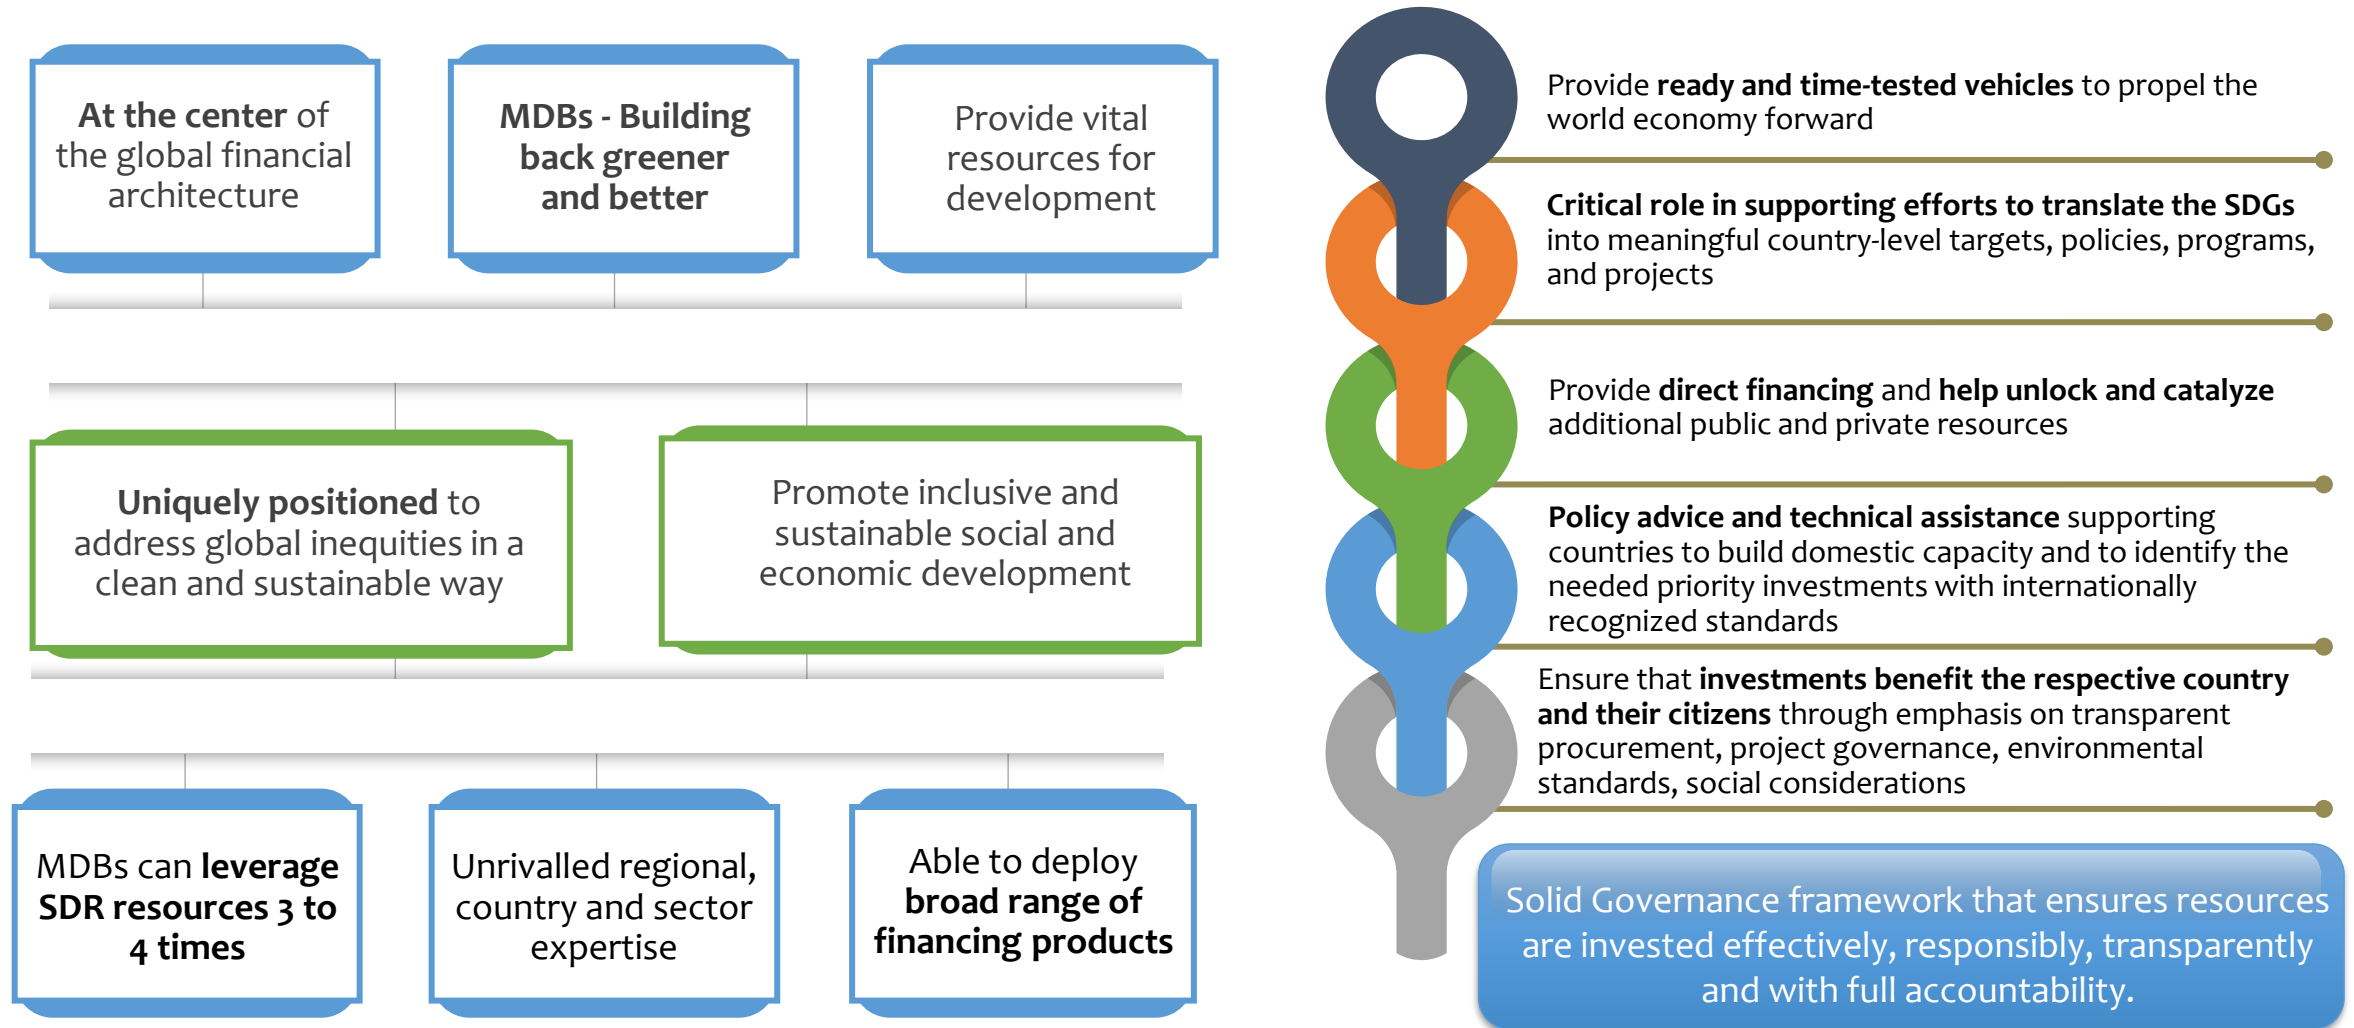 At the center of
the global financial
architecture
MDBs - Building
back greener
and better
Provide vital
resources for
development
Uniquely positioned to
address global inequities in a
clean and sustainable way
Promote inclusive and
sustainable social and
economic development
MDBs can leverage
SDR resources 3 to
4 times
Unrivalled regional,
country and sector
expertise
Able to deploy
broad range of
financing products
Provide ready and time-tested vehicles to propel the
world economy forward
Critical role in supporting efforts to translate the SDGs
into meaningful country-level targets, policies, programs,
and projects
Provide direct financing and help unlock and catalyze
additional public and private resources
Policy advice and technical assistance supporting
countries to build domestic capacity and to identify the
needed priority investments with internationally
recognized standards
Ensure that investments benefit the respective country
and their citizens through emphasis on transparent
procurement, project governance, environmental
standards, social considerations
Solid Governance framework that ensures resources
are invested effectively, responsibly, transparently
and with full accountability.